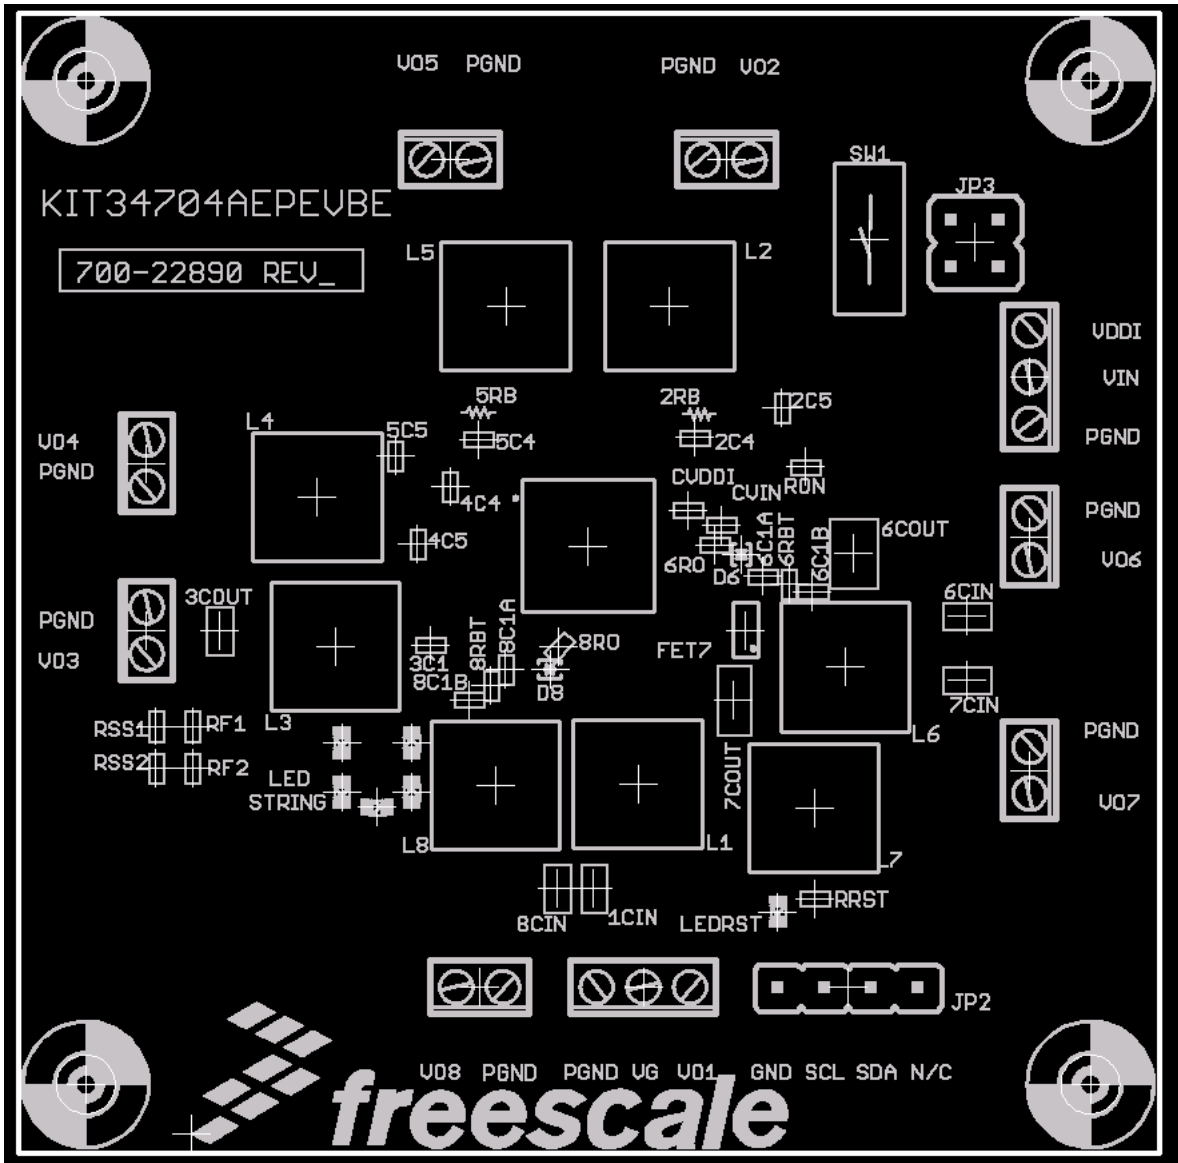 VO5 PGND PGND VO2
SW1
JP3
KIT34704AEPEVBE
700-22890 REV_
L5 L2
VDDI
VIN
PGND
5RB 2RB 2C5
L4
5C5 5C4 2C4
VO4
PGND
CVDDI CVIN RON
4C4
4C5
PGND
VO6
6COUT
6C1A 6RBT 6C1B
6RO D6
3COUT
6CIN
PGND
VO3
8RBT 8C1A
8RO
FET7
3C1
8C1B
D8
7CIN
L3
RSS1 RF1
RSS2 RF2
L6
PGND
VO7
LED
STRING
7COUT
L8 L1 L7
8CIN 1CIN LEDRST RRST
JP2
VO8 PGND PGND VG VO1 GND SCL SDA N/C
freescale